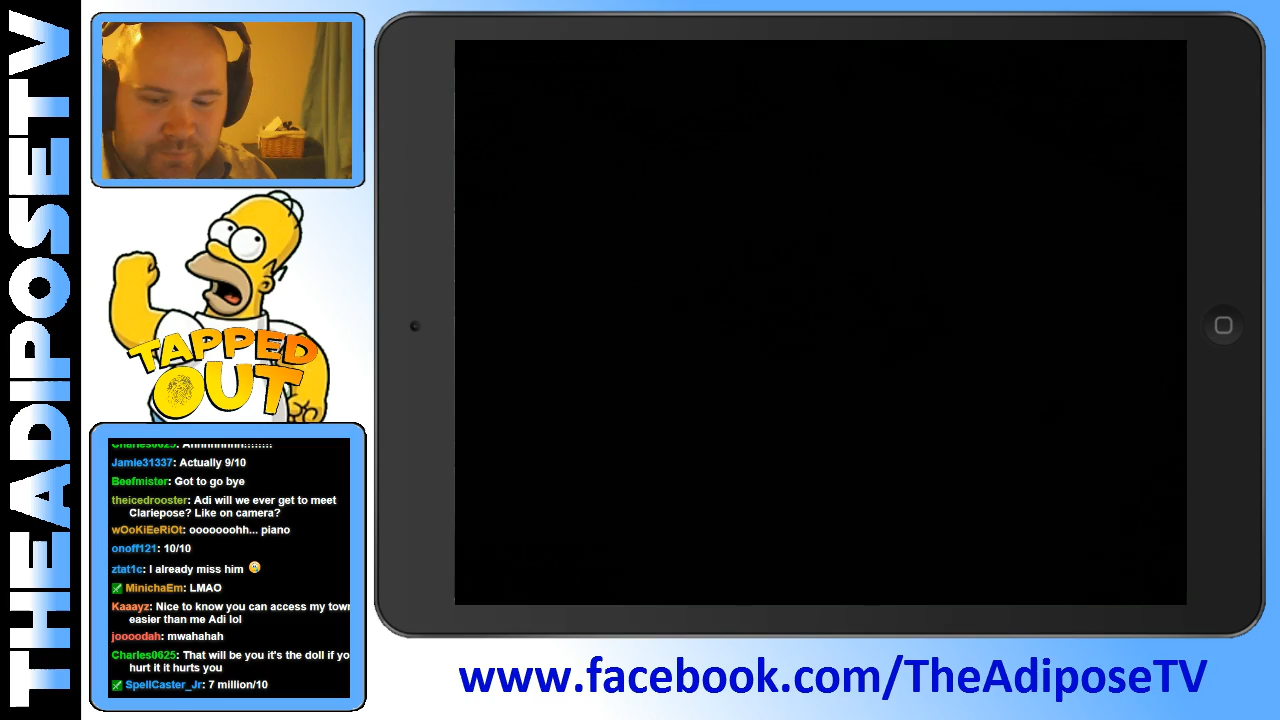 THEADIPOSETV
TAPPED
OUT
Charles0625: Ahhhhhhhh!!!!!!!!
Jamie31337: Actually 9/10
Beefmister: Got to go bye
theicedrooster: Adi will we ever get to meet
Clariepose? Like on camera?
wOoKiEeRiOt: ooooooohh... piano
onoff121: 10/10
ztat1c: I already miss him
MinichaEm: LMAO
Kaaayz: Nice to know you can access my town
easier than me Adi lol
joooodah: mwahahah
Charles0625: That will be you it's the doll if yo
hurt it it hurts you
SpellCaster_Jr: 7 million/10
www.facebook.com/TheAdiposeTV